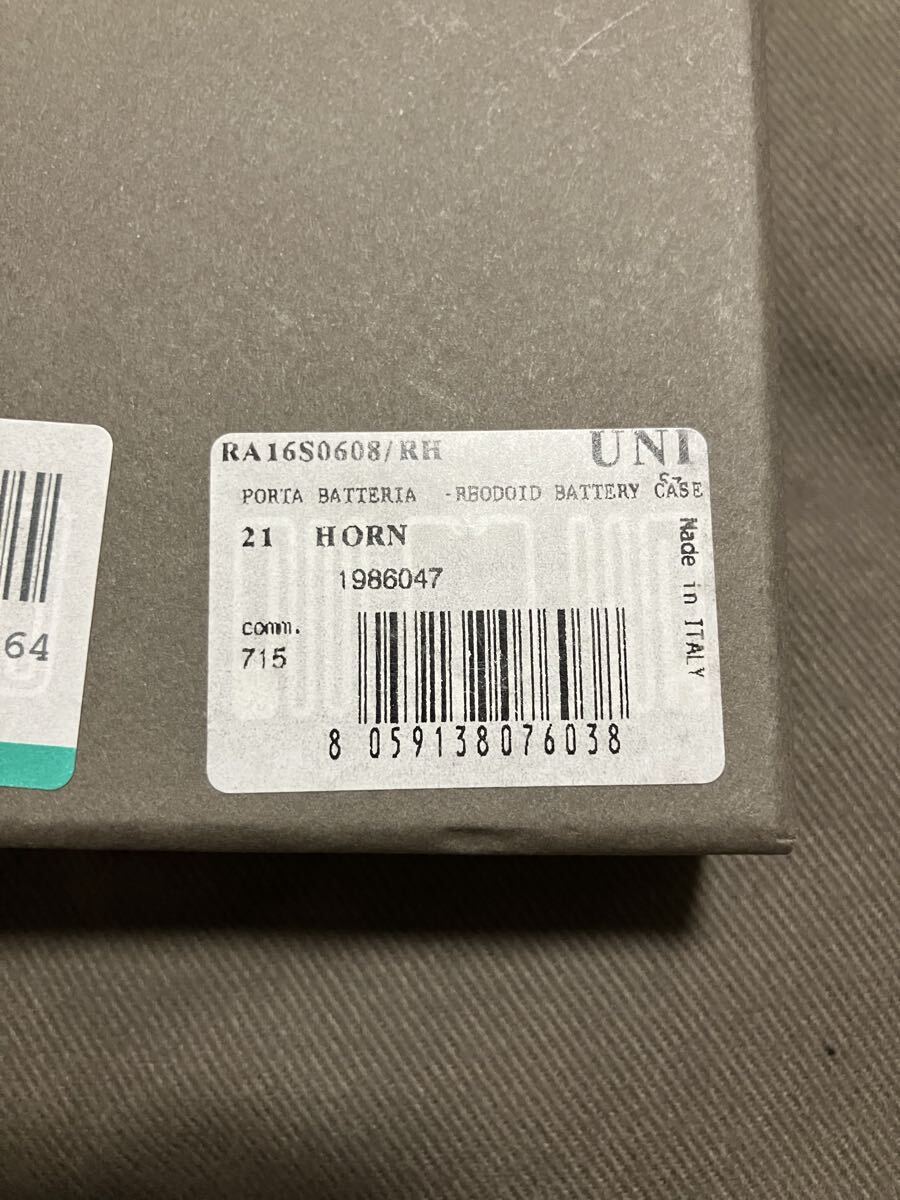 RA16S0608/RH UNI
Sz
PORTA BATTERIA -RBODOID BATTERY CASE
21 HORN
1986047
comm.
715
Made in ITALY
8 059138076038
64